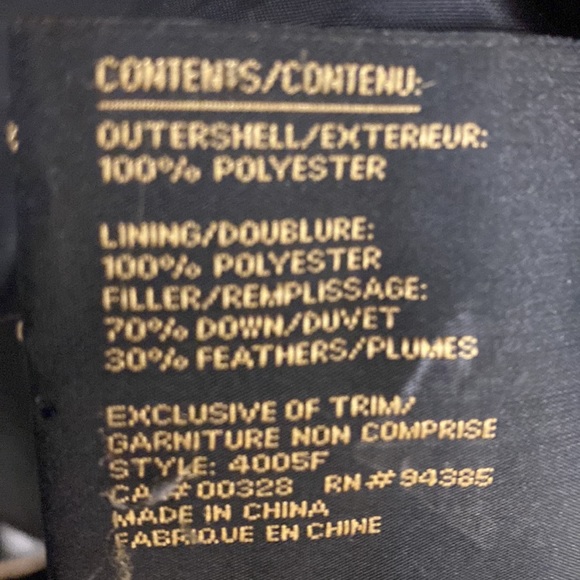 CONTENTS/CONTENU:
OUTERSHELL/EXTERIEUR:
100% POLYESTER
LINING/DOUBLURE:
100% POLYESTER
FILLER/REMPLISSAGE:
70% DOWN/DUVET
30% FEATHERS/PLUMES
EXCLUSIVE OF TRIM/
GARNITURE NON COMPRISE
STYLE: 4005F
CA # 00328 RN # 94385
MADE IN CHINA
FABRIQUE EN CHINE